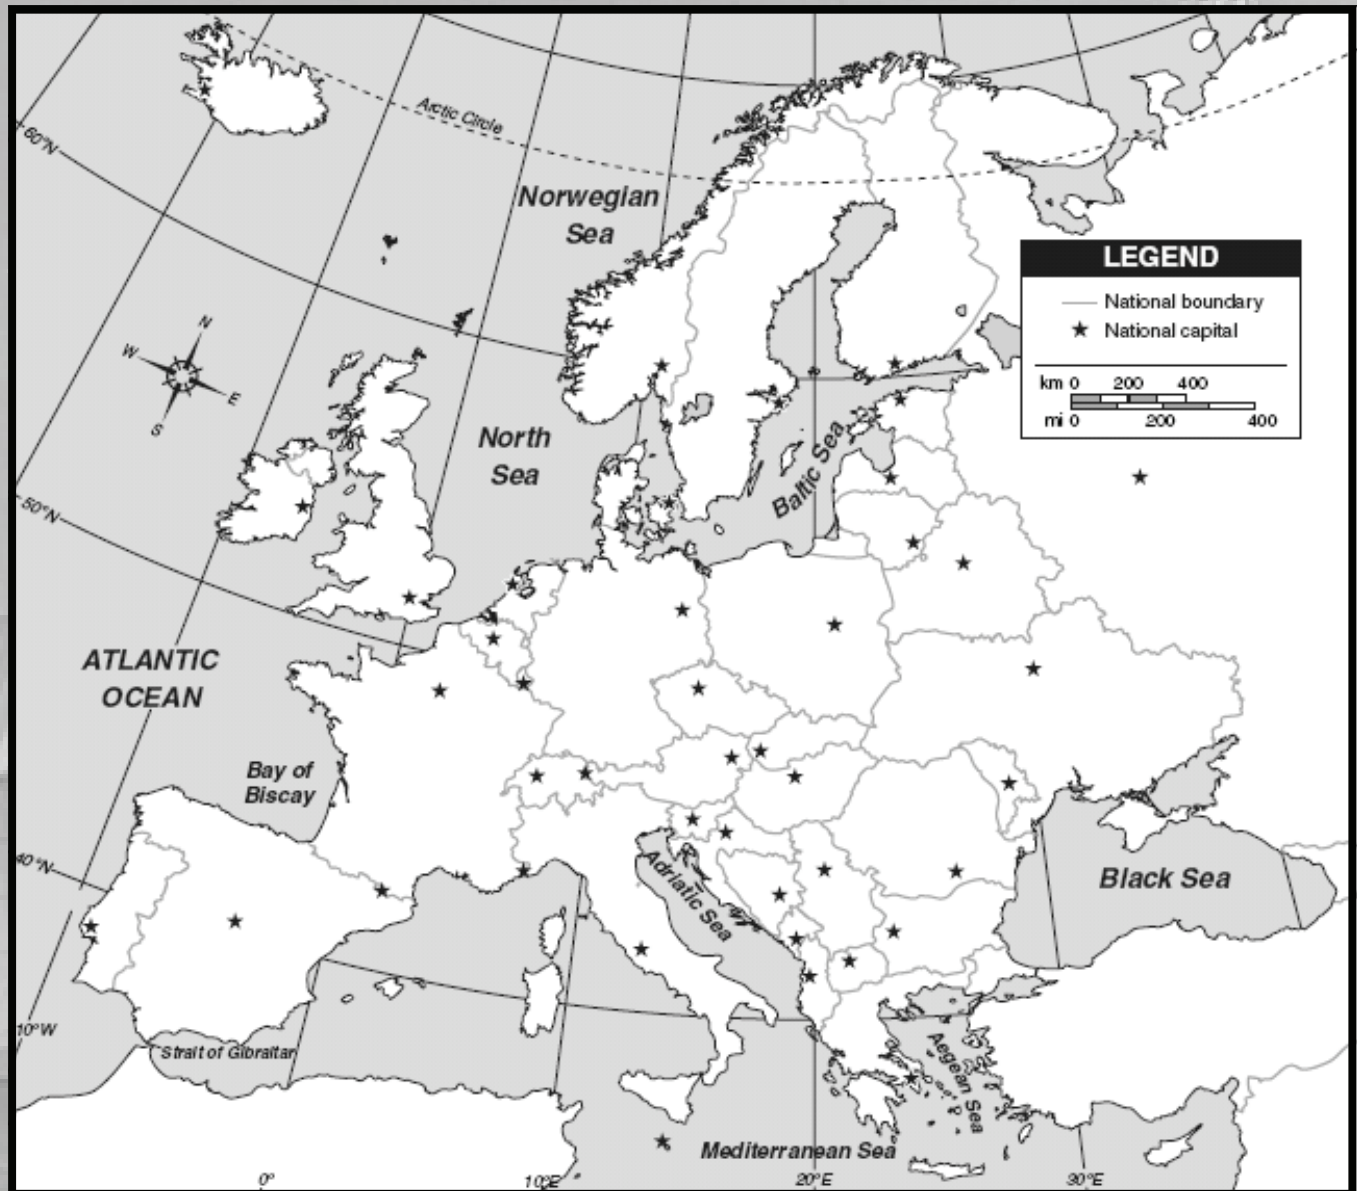 Arctic Circle
60°N
Norwegian
Sea
LEGEND
National boundary
National capital
km 0 200 400
mi 0 200 400
N
W
E
S
North
Sea
Baltic Sea
50°N
ATLANTIC
OCEAN
Bay of
Biscay
40°N
Adriatic Sea
Black Sea
10°W
Strait of Gibraltar
Aegean Sea
Mediterranean Sea
0°
10°E
20°E
30°E